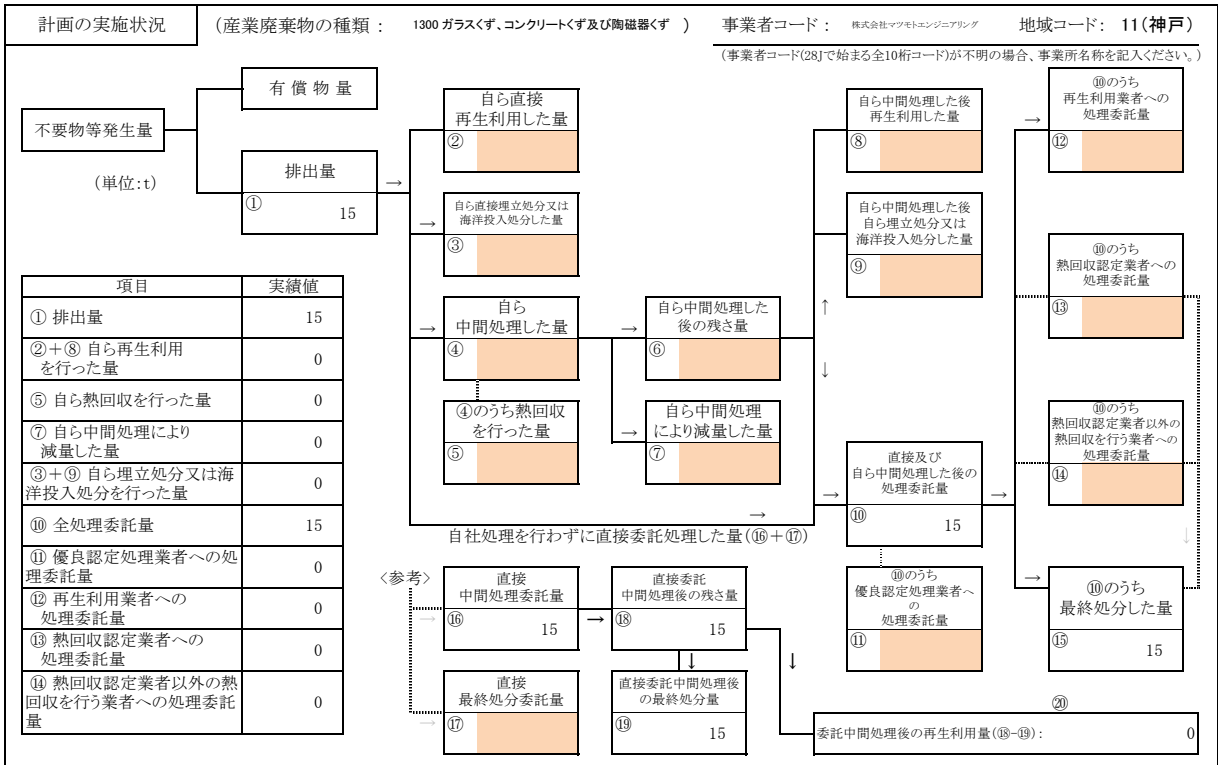 計画の実施状況
(産業廃棄物の種類： 1300 ガラスくず、コンクリートくず及び陶磁器くず )
事業者コード： 株式会社マツモトエンジニアリング
地域コード： 11(神戸)
(事業者コード(28Jで始まる全10桁コード)が不明の場合、事業所名称を記入ください。)
不要物等発生量
(単位:t)
有償物量
排出量
→
① 15
自ら直接
再生利用した量
②
→
自ら直接埋立処分又は
海洋投入処分した量
③
→
自ら
中間処理した量
④
④のうち熱回収
を行った量
⑤
→
自ら中間処理した
後の残さ量
⑥
→
自ら中間処理
により減量した量
⑦
自ら中間処理した後
再生利用した量
⑧
自ら中間処理した後
自ら埋立処分又は
海洋投入処分した量
⑨
↑
↓
→
直接及び
自ら中間処理した後の
処理委託量
⑩ 15
→
⑩のうち
優良認定処理業者へ
の
処理委託量
⑪
→
⑩のうち
再生利用業者への
処理委託量
⑫
⑩のうち
熱回収認定業者への
処理委託量
⑬
⑩のうち
熱回収認定業者以外の
熱回収を行う業者への
処理委託量
⑭
↓
→
⑩のうち
最終処分した量
⑮ 15
→
自社処理を行わずに直接委託処理した量(⑯+⑰)
項目 実績値
① 排出量 15
②+⑧ 自ら再生利用
を行った量 0
⑤ 自ら熱回収を行った量 0
⑦ 自ら中間処理により
減量した量 0
③+⑨ 自ら埋立処分又は海
洋投入処分を行った量 0
⑩ 全処理委託量 15
⑪ 優良認定処理業者への処
理委託量 0
⑫ 再生利用業者への
処理委託量 0
⑬ 熱回収認定業者への
処理委託量 0
⑭ 熱回収認定業者以外の熱
回収を行う業者への処理委託
量 0
<参考>
直接
中間処理委託量
→ ⑯ 15
→
直接委託
中間処理後の残さ量
⑱ 15
↓
↓
直接
最終処分委託量
→ ⑰
直接委託中間処理後
の最終処分量
⑲ 15
⑳
委託中間処理後の再生利用量(⑱-⑲)： 0